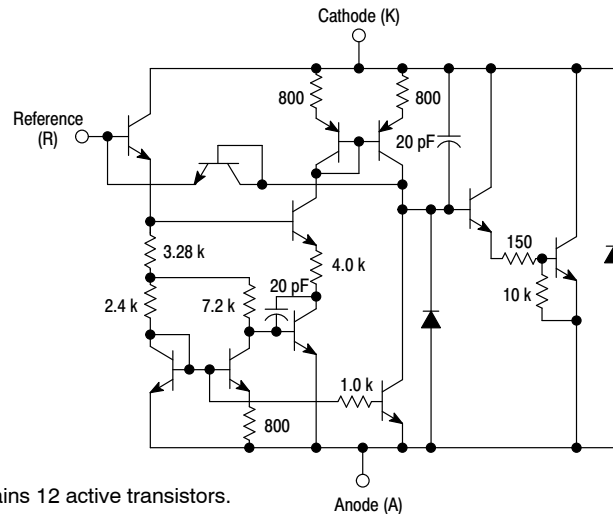 Cathode (K)
800
800
Reference
(R)
20 pF
3.28 k
4.0 k
150
2.4 k
7.2 k
20 pF
10 k
1.0 k
800
ains 12 active transistors.
Anode (A)